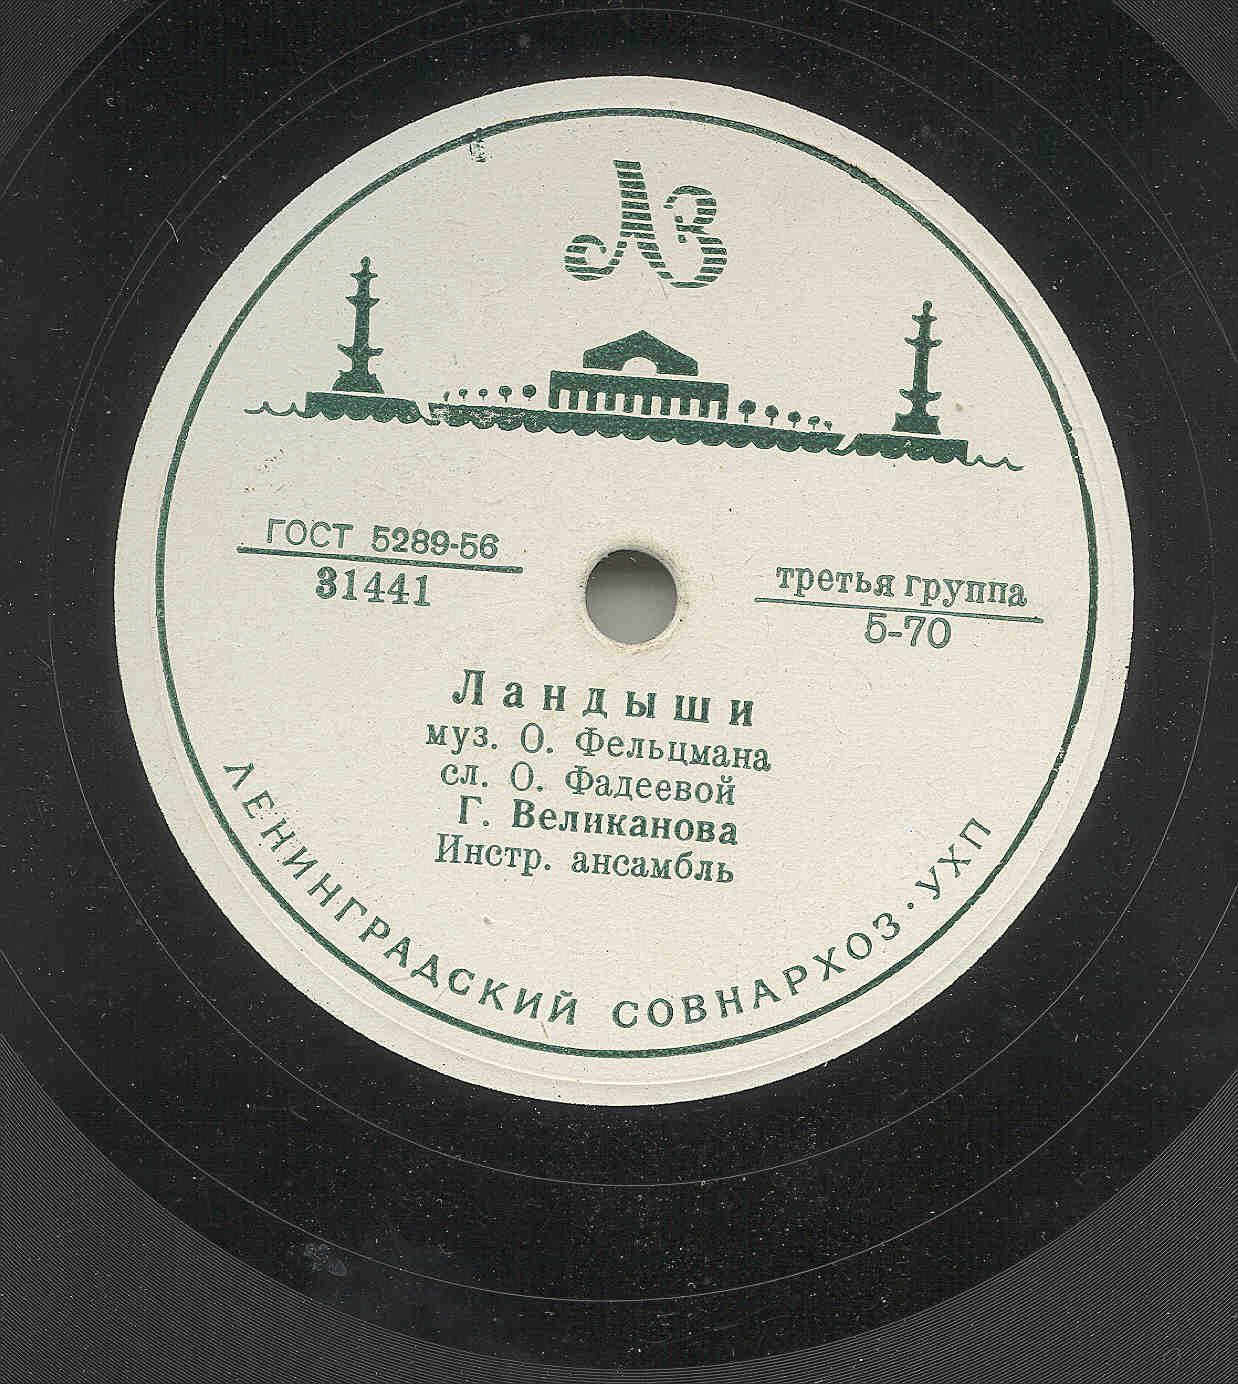 ЛЗ
ГОСТ 5289-56
31441
третья группа
5-70
Ландыши
муз. О. Фельцмана
сл. О. Фадеевой
Г. Великанова
Инстр. ансамбль
ЛЕНИНГРАДСКИЙ СОВНАРХОЗ · УХП